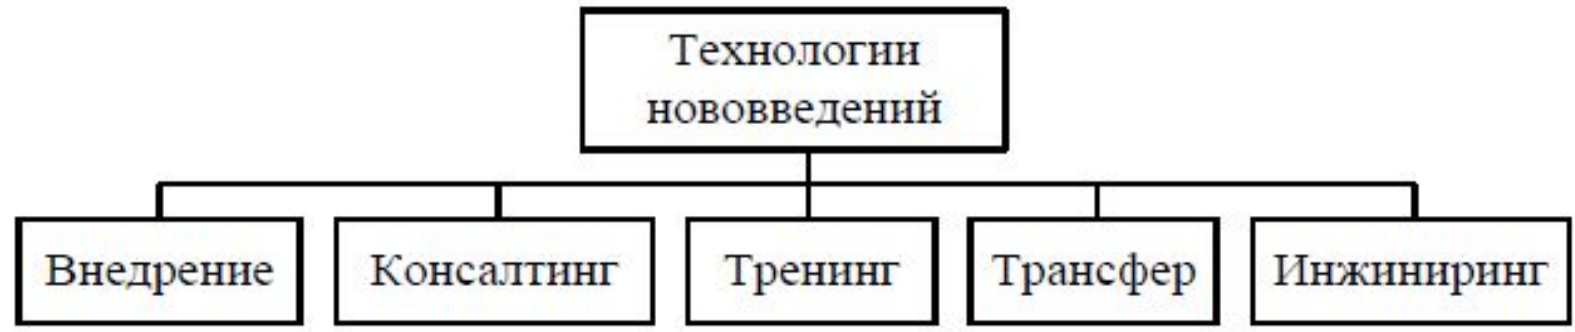 Технологии
нововведений
Внедрение
Консалтинг
Тренинг
Трансфер
Инжиниринг